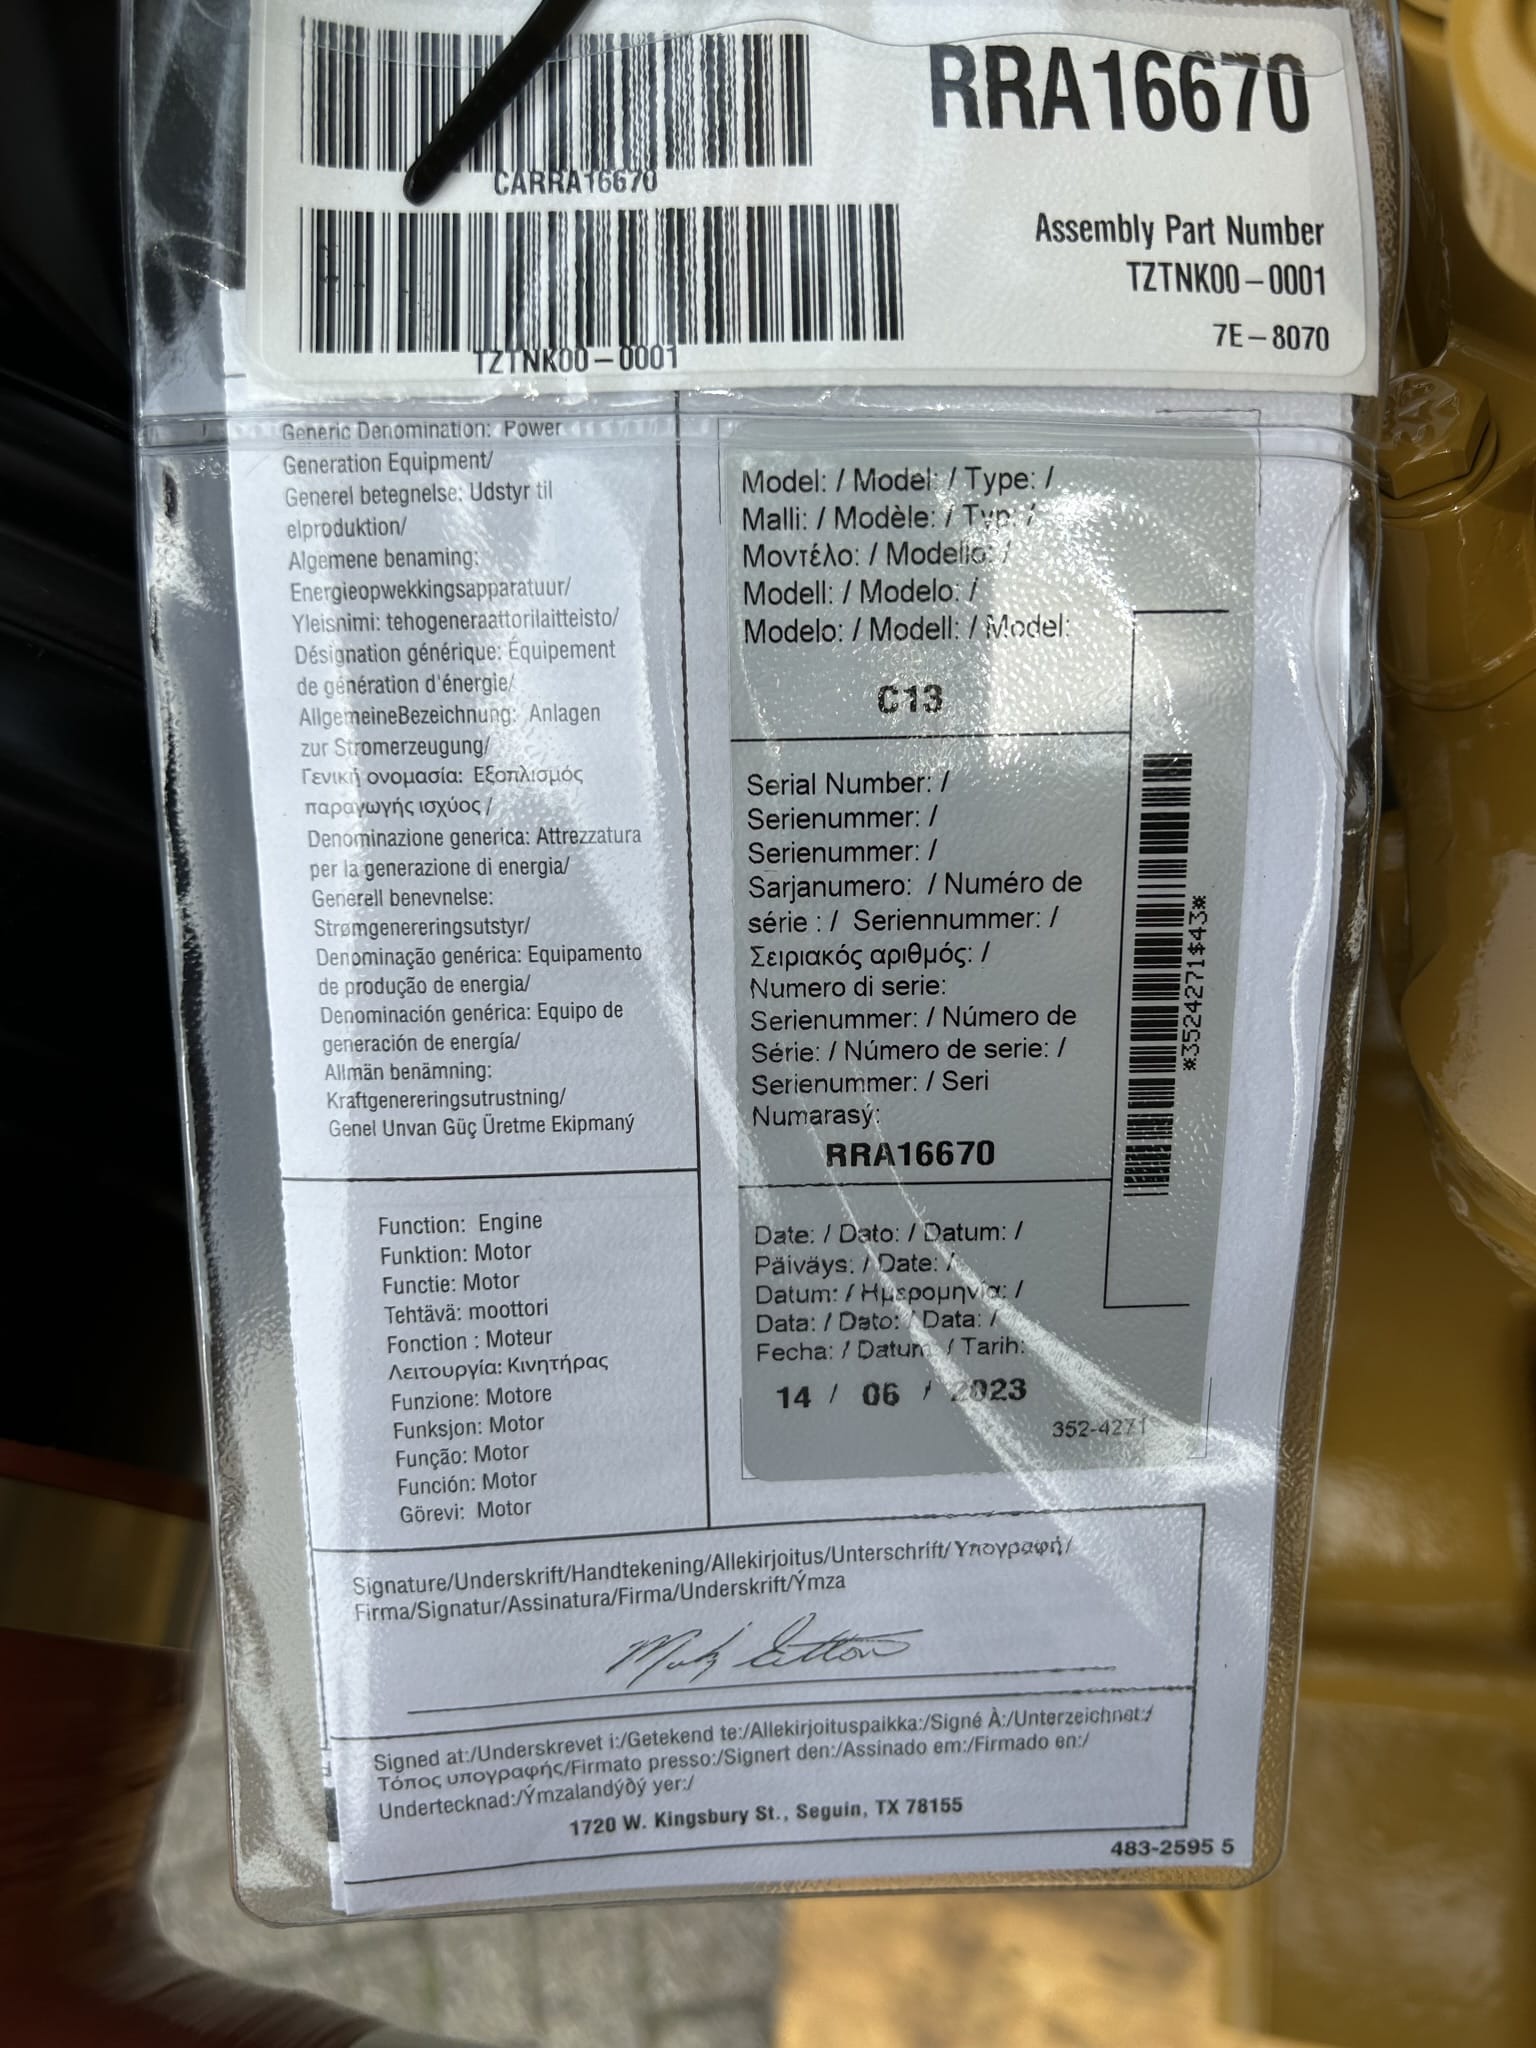 RRA16670
CARRA16670
Assembly Part Number
TZTNK00-0001
7E-8070
TZTNK00-0001
Generic Denomination: Power
Generation Equipment/
Generel betegnelse: Udstyr til
elproduktion/
Algemene benaming:
Energieopwekkingsapparatuur/
Yleisnimi: tehogeneraattorilaitteisto/
Désignation générique: Équipement
de génération d'énergie/
AllgemeineBezeichnung: Anlagen
zur Stromerzeugung/
Γενική ονομασία: Εξοπλισμός
παραγωγής ισχύος /
Denominazione generica: Attrezzatura
per la generazione di energia/
Generell benevnelse:
Strømgenereringsutstyr/
Denominação genérica: Equipamento
de produção de energia/
Denominación genérica: Equipo de
generación de energía/
Allmän benämning:
Kraftgenereringsutrustning/
Genel Unvan Güç Üretme Ekipmaný
Function: Engine
Funktion: Motor
Functie: Motor
Tehtävä: moottori
Fonction : Moteur
Λειτουργία: Κινητήρας
Funzione: Motore
Funksjon: Motor
Função: Motor
Función: Motor
Görevi: Motor
Model: / Model: / Type: /
Malli: / Modèle: / Typ: /
Μοντέλο: / Modello: /
Modell: / Modelo: /
Modelo: / Modell: / Model:
C13
Serial Number: /
Serienummer: /
Serienummer: /
Sarjanumero: / Numéro de
série : / Seriennummer: /
Σειριακός αριθμός: /
Numero di serie:
Serienummer: / Número de
Série: / Número de serie: /
Serienummer: / Seri
Numarasý:
RRA16670
*3524271$43*
Date: / Dato: / Datum: /
Päiväys: / Date: /
Datum: / Ημερομηνία: /
Data: / Dato: / Data: /
Fecha: / Datum: / Tarih:
14 / 06 / 2023
352-4271
Signature/Underskrift/Handtekening/Allekirjoitus/Unterschrift/Υπογραφή/
Firma/Signatur/Assinatura/Firma/Underskrift/Ýmza
Signed at:/Underskrevet i:/Getekend te:/Allekirjoituspaikka:/Signé À:/Unterzeichnet:/
Τόπος υπογραφής/Firmato presso:/Signert den:/Assinado em:/Firmado en:/
Undertecknad:/Ýmzalandýðý yer:/
1720 W. Kingsbury St., Seguin, TX 78155
483-2595 5